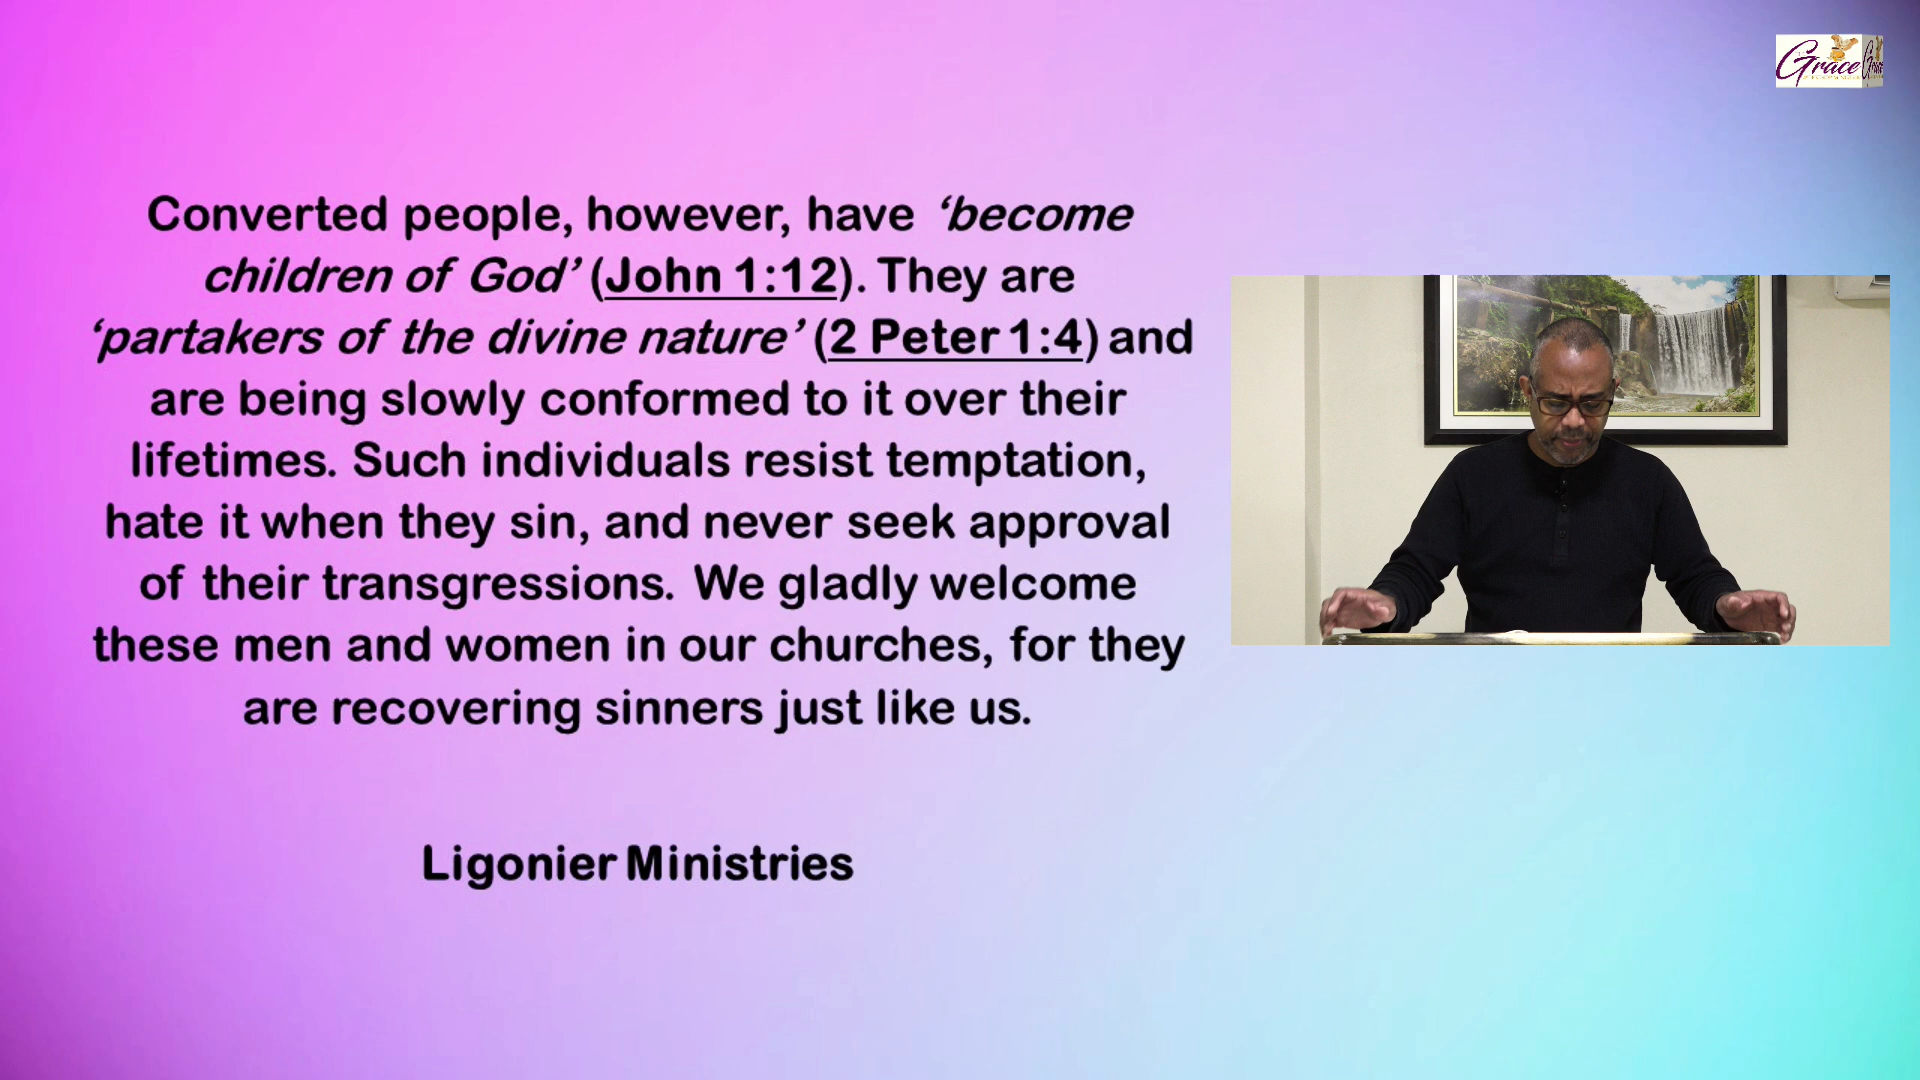 Grace
Converted people, however, have ‘become
children of God’ (John 1:12). They are
‘partakers of the divine nature’ (2 Peter 1:4) and
are being slowly conformed to it over their
lifetimes. Such individuals resist temptation,
hate it when they sin, and never seek approval
of their transgressions. We gladly welcome
these men and women in our churches, for they
are recovering sinners just like us.
Ligonier Ministries